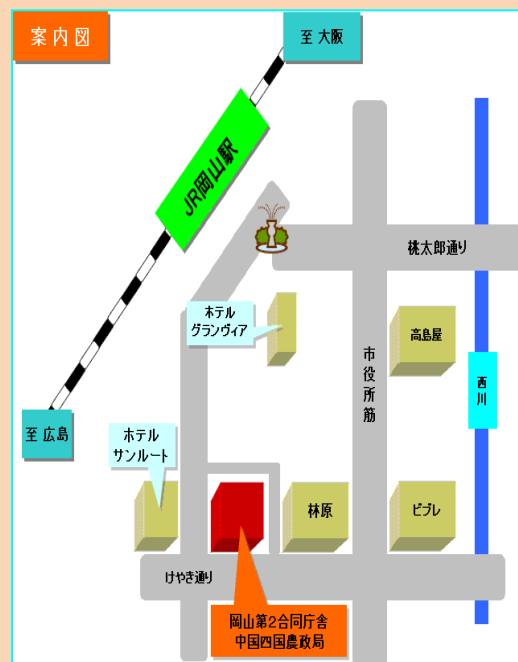 案内図
至 大阪
JR岡山駅
桃太郎通り
ホテル
グランヴィア
高島屋
市役所筋
西川
至 広島
ホテル
サンルート
林原
ビブレ
けやき通り
岡山第2合同庁舎
中国四国農政局